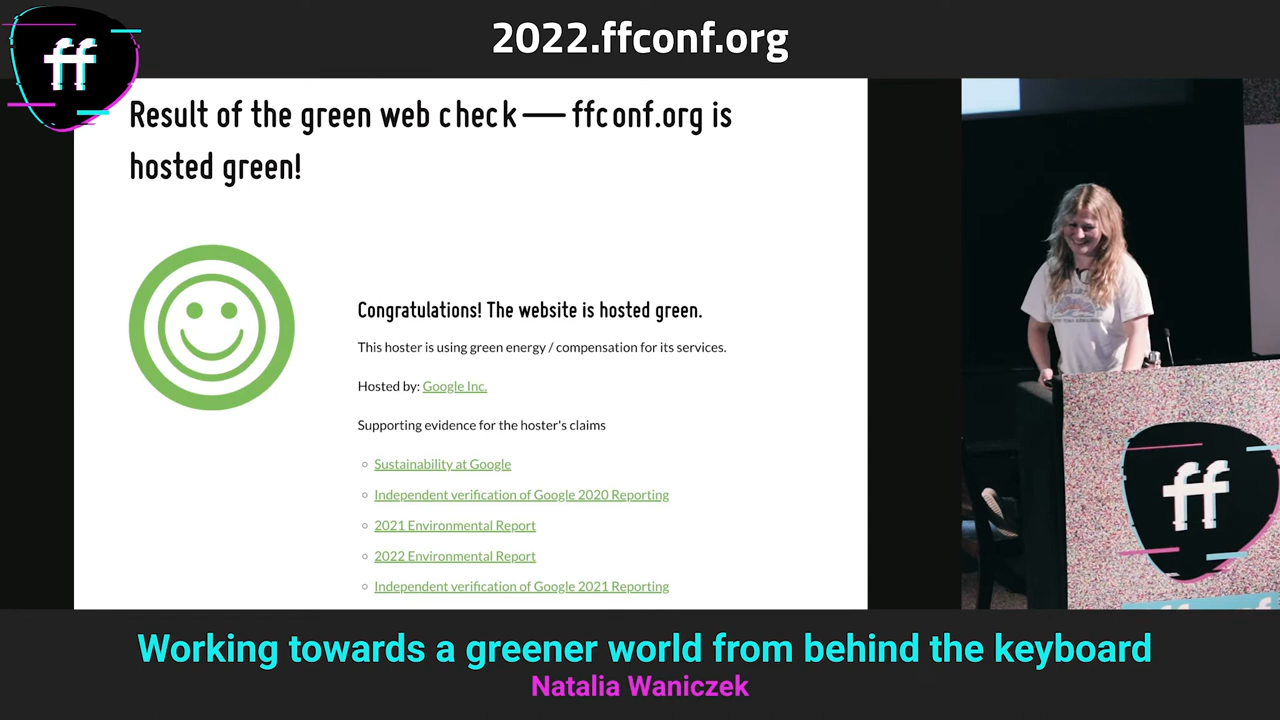 ff
2022.ffconf.org
Result of the green web check — ffconf.org is
hosted green!
Congratulations! The website is hosted green.
This hoster is using green energy / compensation for its services.
Hosted by: Google Inc.
Supporting evidence for the hoster's claims
Sustainability at Google
Independent verification of Google 2020 Reporting
2021 Environmental Report
2022 Environmental Report
Independent verification of Google 2021 Reporting
ff
Working towards a greener world from behind the keyboard
Natalia Waniczek